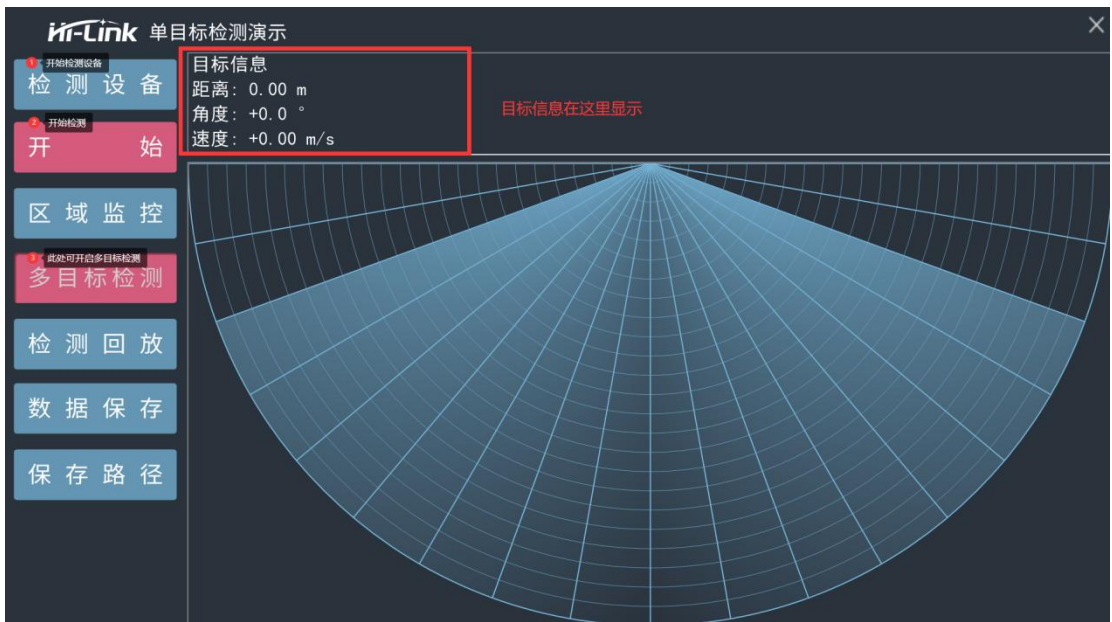 Hi-Link 单目标检测演示
1 开始检测设备
检测设备
2 开始检测
开始
区域监控
3 此处可开启多目标检测
多目标检测
检测回放
数据保存
保存路径
目标信息
距离: 0.00 m
角度: +0.0 °
速度: +0.00 m/s
目标信息在这里显示